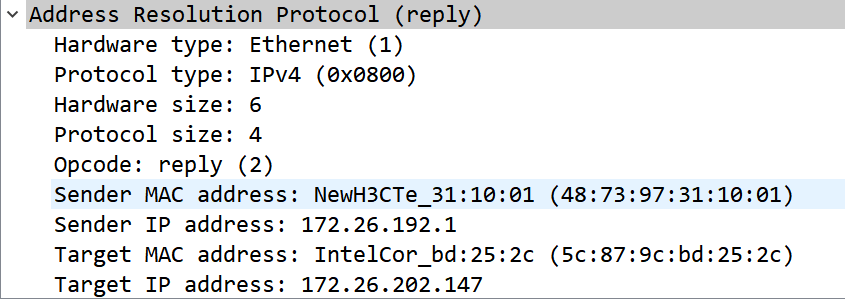 Address Resolution Protocol (reply)
Hardware type: Ethernet (1)
Protocol type: IPv4 (0x0800)
Hardware size: 6
Protocol size: 4
Opcode: reply (2)
Sender MAC address: NewH3CTe_31:10:01 (48:73:97:31:10:01)
Sender IP address: 172.26.192.1
Target MAC address: IntelCor_bd:25:2c (5c:87:9c:bd:25:2c)
Target IP address: 172.26.202.147